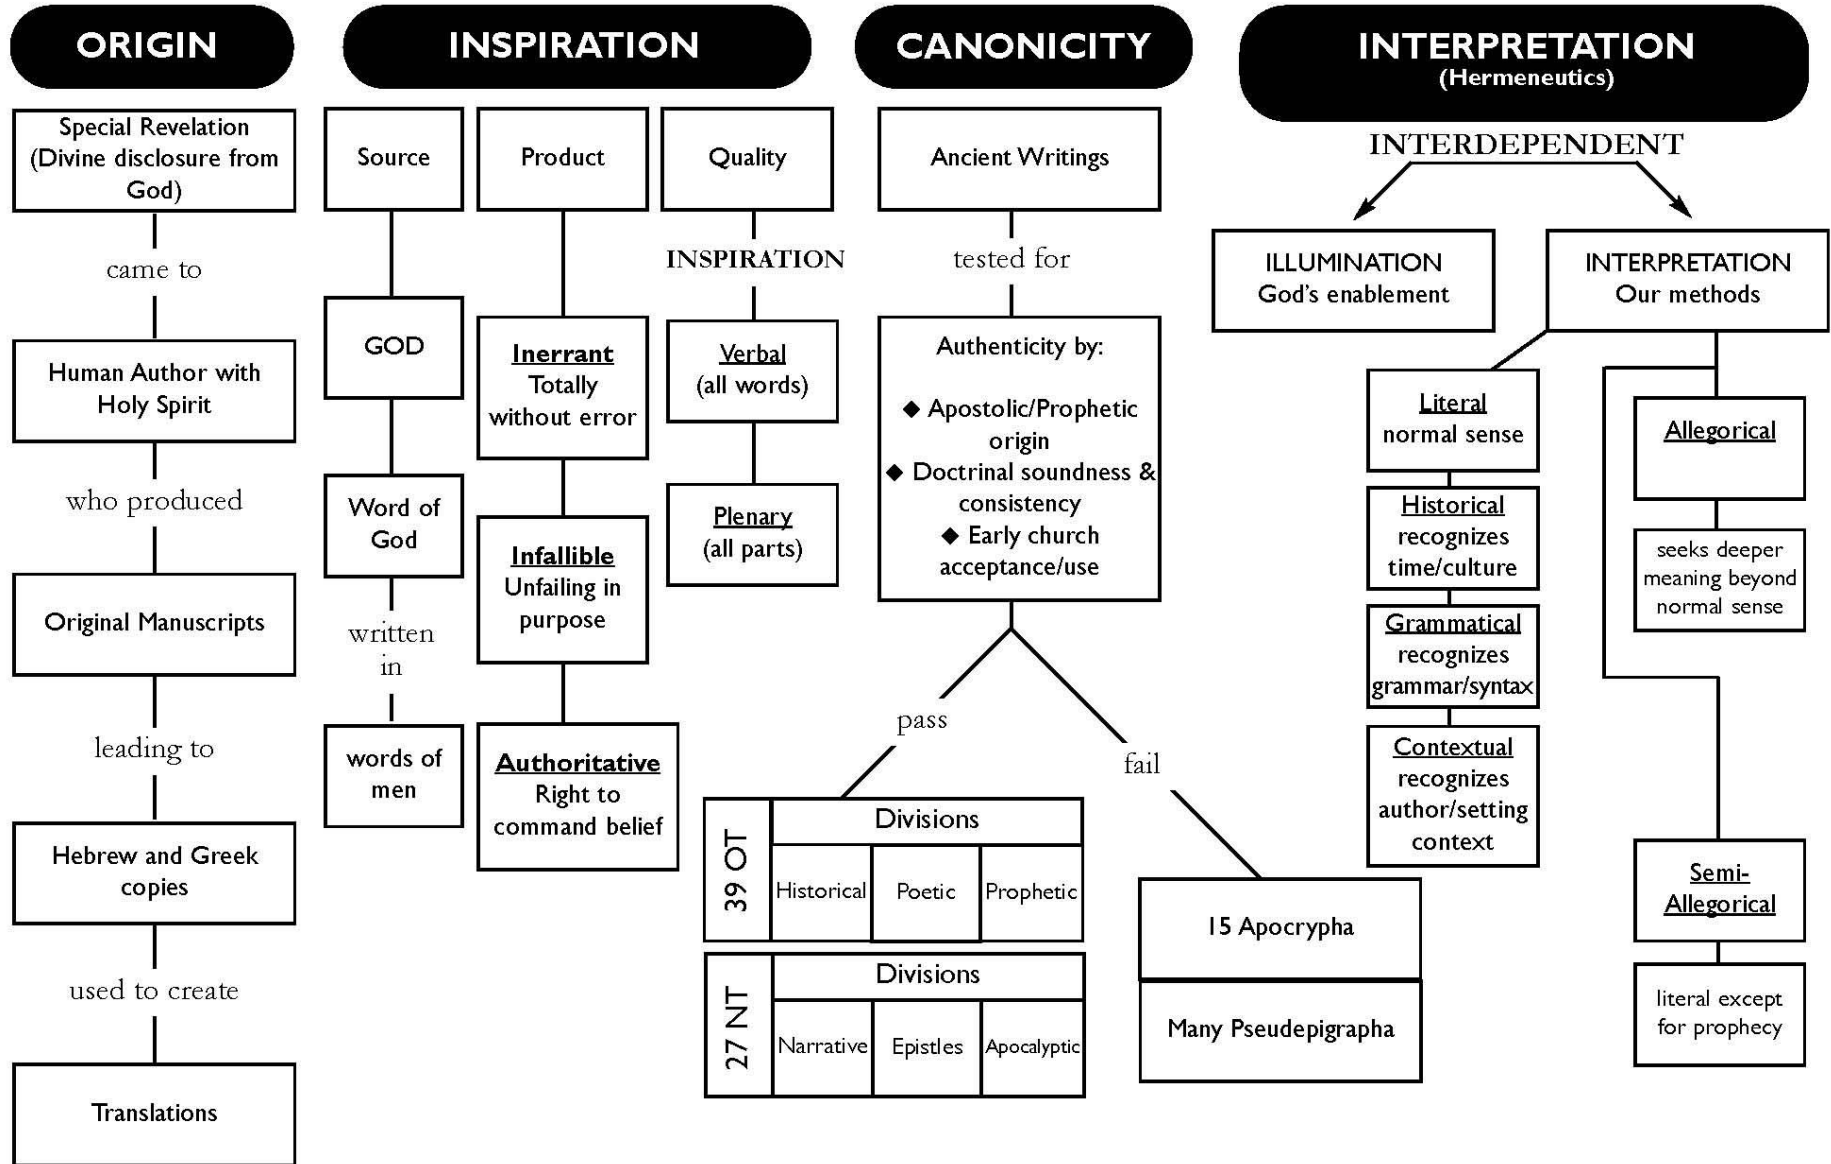 ORIGIN
Special Revelation
(Divine disclosure from
God)
came to
Human Author with
Holy Spirit
who produced
Original Manuscripts
leading to
Hebrew and Greek
copies
used to create
Translations
INSPIRATION
Source
GOD
Word of
God
written
in
words of
men
Product
Inerrant
Totally
without error
Infallible
Unfailing in
purpose
Authoritative
Right to
command belief
Quality
INSPIRATION
Verbal
(all words)
Plenary
(all parts)
CANONICITY
Ancient Writings
tested for
Authenticity by:
◆ Apostolic/Prophetic
origin
◆ Doctrinal soundness &
consistency
◆ Early church
acceptance/use
pass
fail
39 OT
Divisions
Historical
Poetic
Prophetic
27 NT
Divisions
Narrative
Epistles
Apocalyptic
15 Apocrypha
Many Pseudepigrapha
INTERPRETATION
(Hermeneutics)
INTERDEPENDENT
ILLUMINATION
God's enablement
INTERPRETATION
Our methods
Literal
normal sense
Historical
recognizes
time/culture
Grammatical
recognizes
grammar/syntax
Contextual
recognizes
author/setting
context
Allegorical
seeks deeper
meaning beyond
normal sense
Semi-
Allegorical
literal except
for prophecy